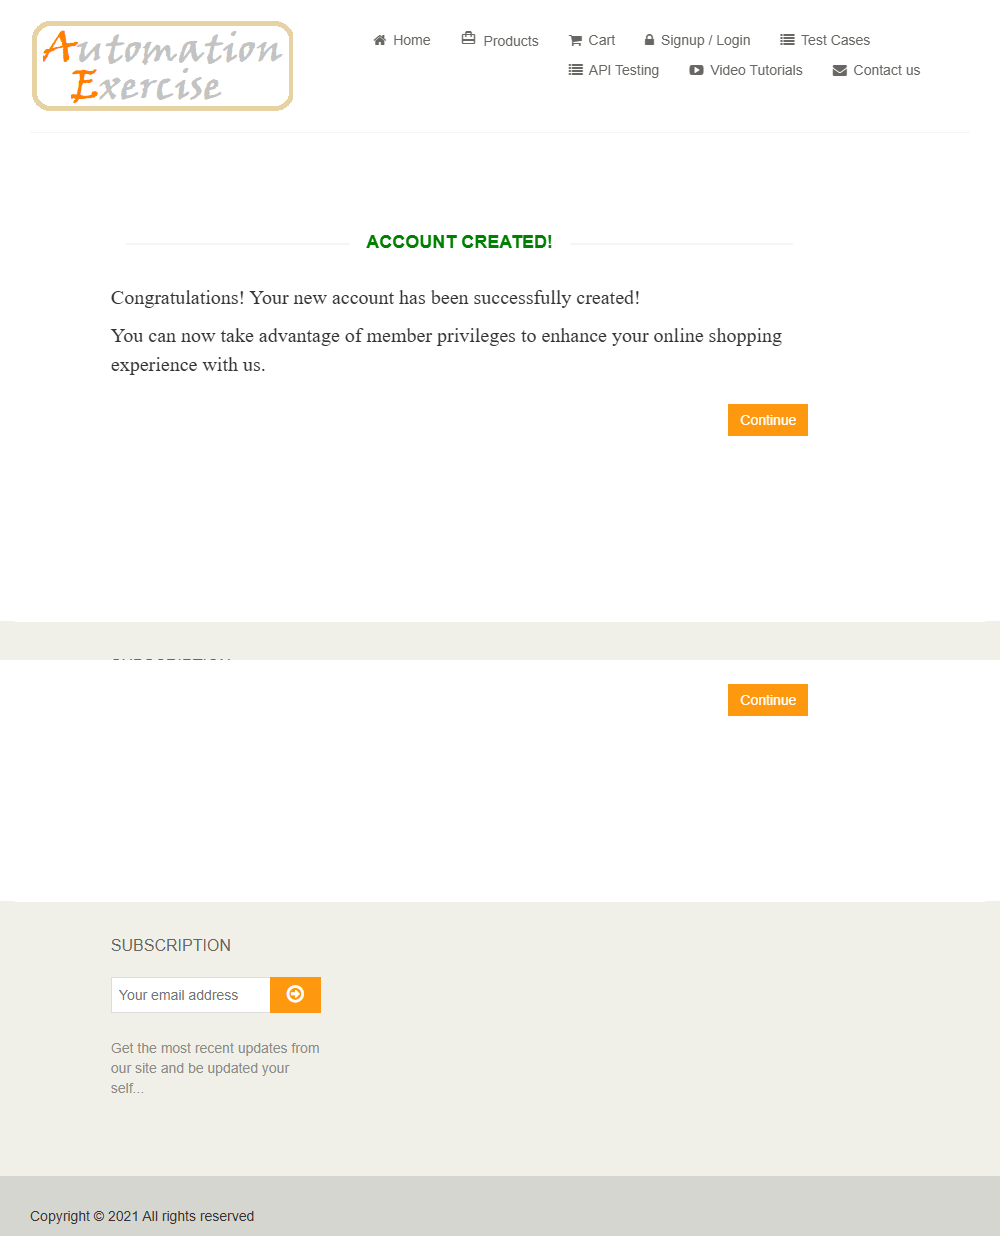 Automation
Exercise
Home Products Cart Signup / Login Test Cases
API Testing Video Tutorials Contact us
ACCOUNT CREATED!
Congratulations! Your new account has been successfully created!
You can now take advantage of member privileges to enhance your online shopping
experience with us.
Continue
Continue
SUBSCRIPTION
Your email address
Get the most recent updates from
our site and be updated your
self...
Copyright © 2021 All rights reserved